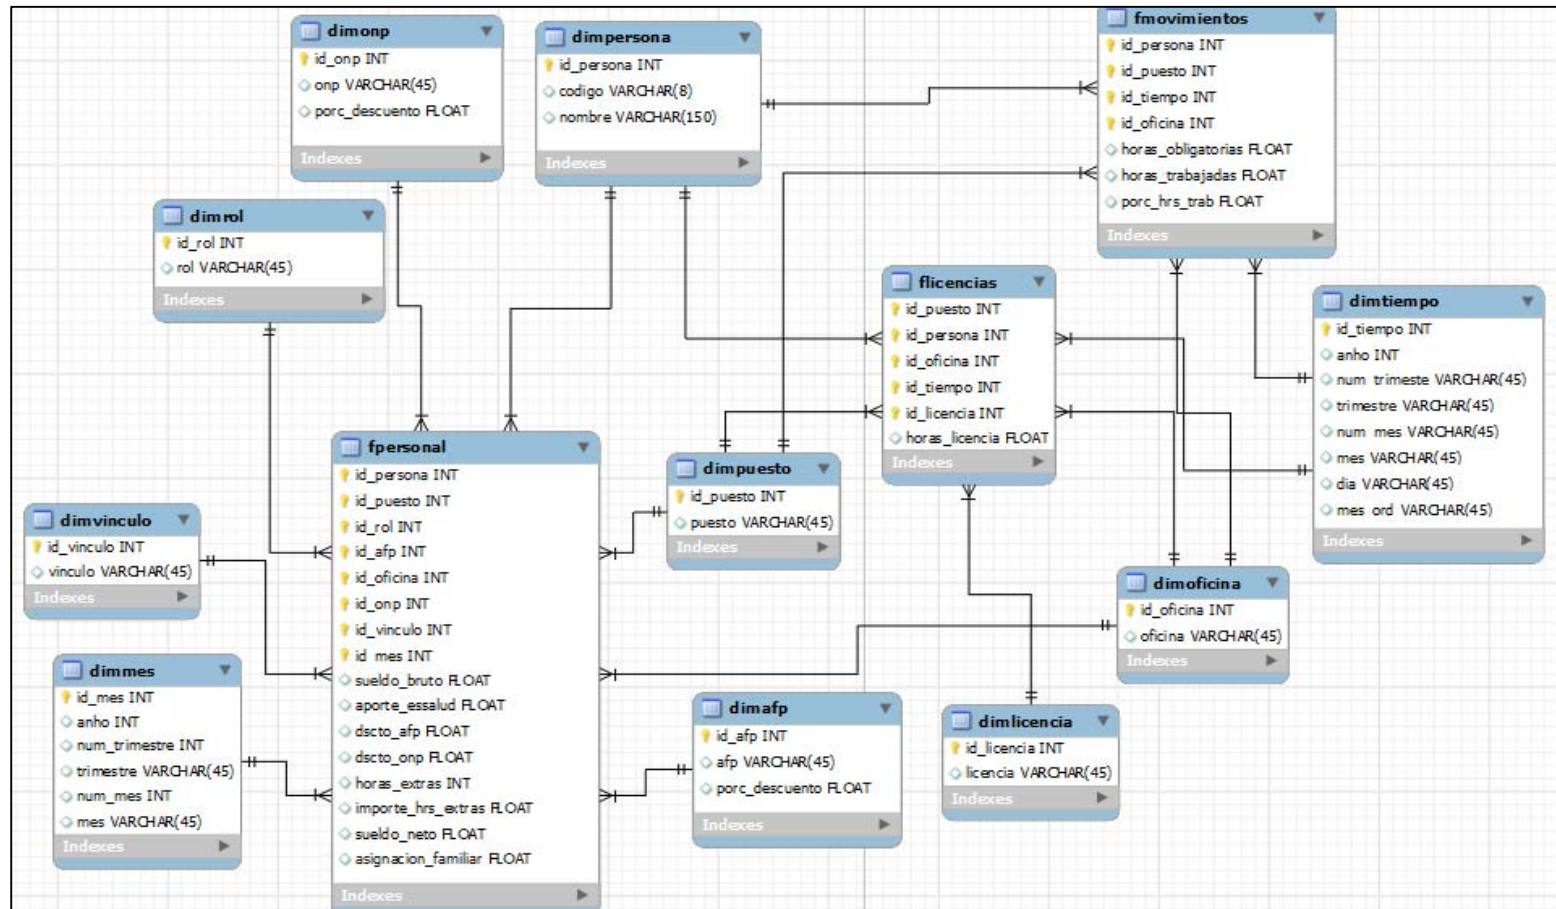 dimonp
id_onp INT
onp VARCHAR(45)
porc_descuento FLOAT
Indexes
dimpersona
id_persona INT
codigo VARCHAR(8)
nombre VARCHAR(150)
Indexes
fmovimientos
id_persona INT
id_puesto INT
id_tiempo INT
id_oficina INT
horas_obligatorias FLOAT
horas_trabajadas FLOAT
porc_hrs_trab FLOAT
Indexes
dimrol
id_rol INT
rol VARCHAR(45)
Indexes
flicencias
id_puesto INT
id_persona INT
id_oficina INT
id_tiempo INT
id_licencia INT
horas_licencia FLOAT
Indexes
dimtiempo
id_tiempo INT
anho INT
num_trimeste VARCHAR(45)
trimestre VARCHAR(45)
num_mes VARCHAR(45)
mes VARCHAR(45)
dia VARCHAR(45)
mes_ord VARCHAR(45)
Indexes
fpersonal
id_persona INT
id_puesto INT
id_rol INT
id_afp INT
id_oficina INT
id_onp INT
id_vinculo INT
id_mes INT
sueldo_bruto FLOAT
aporte_essalud FLOAT
dscto_afp FLOAT
dscto_onp FLOAT
horas_extras INT
importe_hrs_extras FLOAT
sueldo_neto FLOAT
asignacion_familiar FLOAT
Indexes
dimpuesto
id_puesto INT
puesto VARCHAR(45)
Indexes
dimvinculo
id_vinculo INT
vinculo VARCHAR(45)
Indexes
dimoficina
id_oficina INT
oficina VARCHAR(45)
Indexes
dimmes
id_mes INT
anho INT
num_trimestre INT
trimestre VARCHAR(45)
num_mes INT
mes VARCHAR(45)
Indexes
dimafp
id_afp INT
afp VARCHAR(45)
porc_descuento FLOAT
Indexes
dimlicencia
id_licencia INT
licencia VARCHAR(45)
Indexes